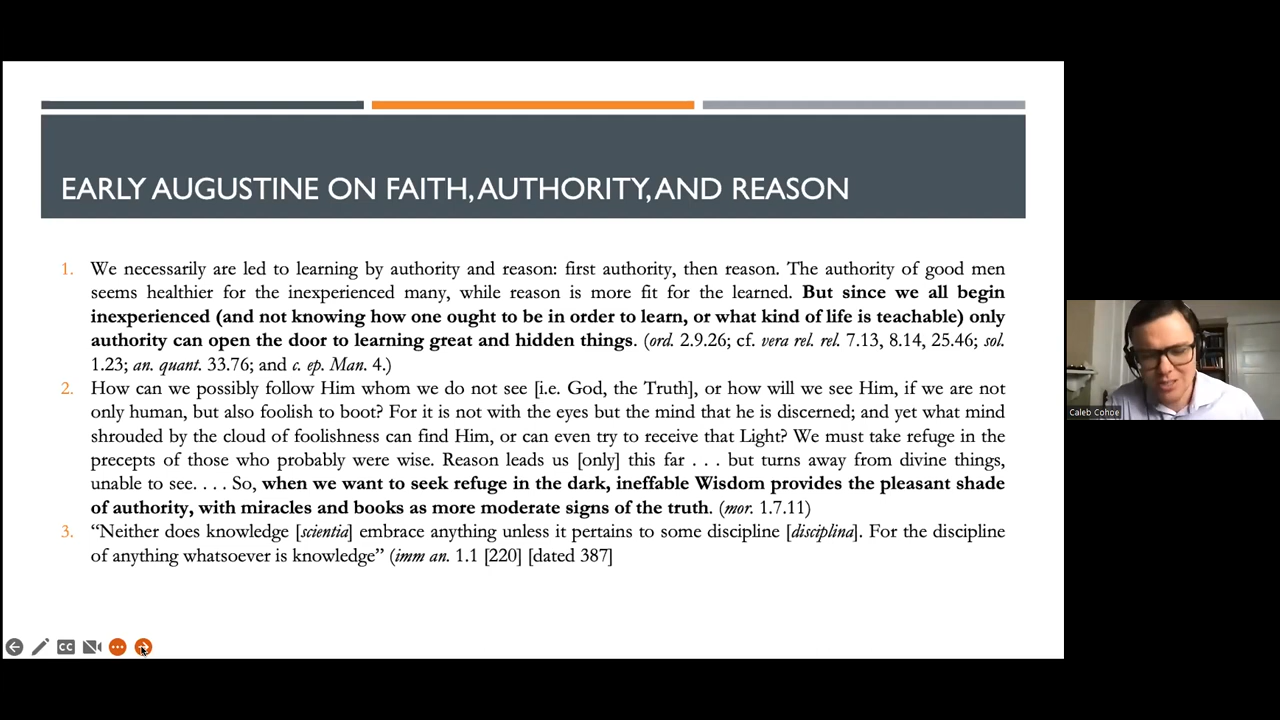 EARLY AUGUSTINE ON FAITH, AUTHORITY, AND REASON
1. We necessarily are led to learning by authority and reason: first authority, then reason. The authority of good men
seems healthier for the inexperienced many, while reason is more fit for the learned. But since we all begin
inexperienced (and not knowing how one ought to be in order to learn, or what kind of life is teachable) only
authority can open the door to learning great and hidden things. (ord. 2.9.26; cf. vera rel. rel. 7.13, 8.14, 25.46; sol.
1.23; an. quant. 33.76; and c. ep. Man. 4.)
2. How can we possibly follow Him whom we do not see [i.e. God, the Truth], or how will we see Him, if we are not
only human, but also foolish to boot? For it is not with the eyes but the mind that he is discerned; and yet what mind
shrouded by the cloud of foolishness can find Him, or can even try to receive that Light? We must take refuge in the
precepts of those who probably were wise. Reason leads us [only] this far . . . but turns away from divine things,
unable to see. . . . So, when we want to seek refuge in the dark, ineffable Wisdom provides the pleasant shade
of authority, with miracles and books as more moderate signs of the truth. (mor. 1.7.11)
3. “Neither does knowledge [scientia] embrace anything unless it pertains to some discipline [disciplina]. For the discipline
of anything whatsoever is knowledge” (imm an. 1.1 [220] [dated 387]
CC
Caleb Cohoe